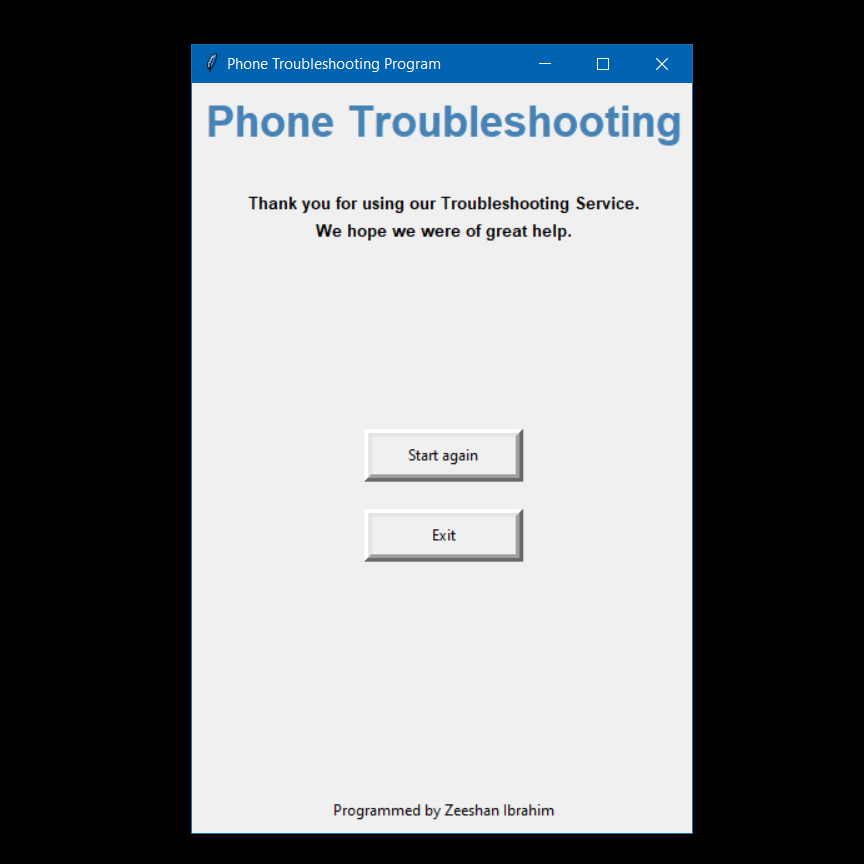 Phone Troubleshooting Program
Phone Troubleshooting
Thank you for using our Troubleshooting Service.
We hope we were of great help.
Start again
Exit
Programmed by Zeeshan Ibrahim